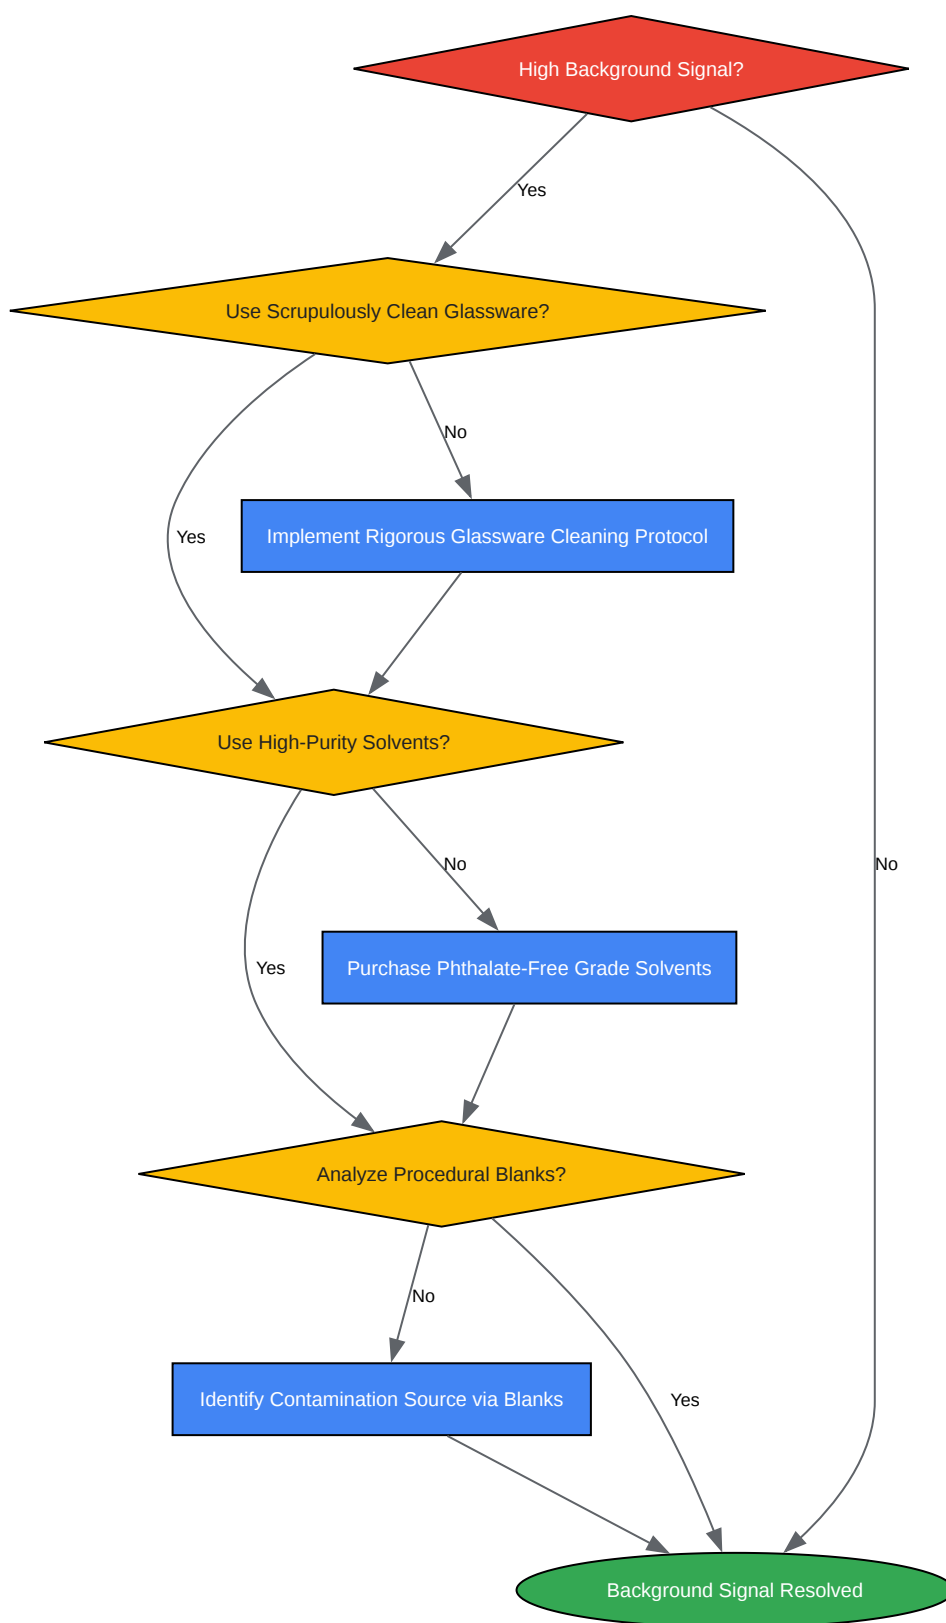 High Background Signal?
Yes
Use Scrupulously Clean Glassware?
No
Yes
Implement Rigorous Glassware Cleaning Protocol
Use High-Purity Solvents?
No
No
Yes
Purchase Phthalate-Free Grade Solvents
Analyze Procedural Blanks?
No
Identify Contamination Source via Blanks
Yes
Background Signal Resolved